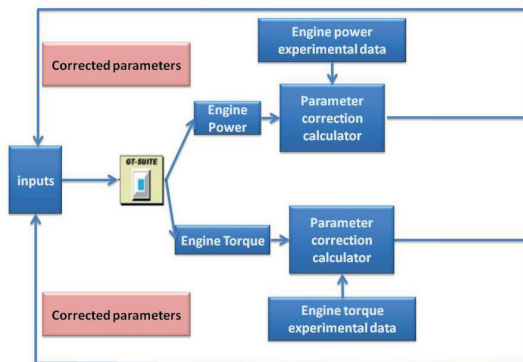 Engine power
experimental data
Corrected parameters
Engine
Power
Parameter
correction
calculator
inputs
GT-SUITE
Engine Torque
Parameter
correction
calculator
Corrected parameters
Engine torque
experimental data